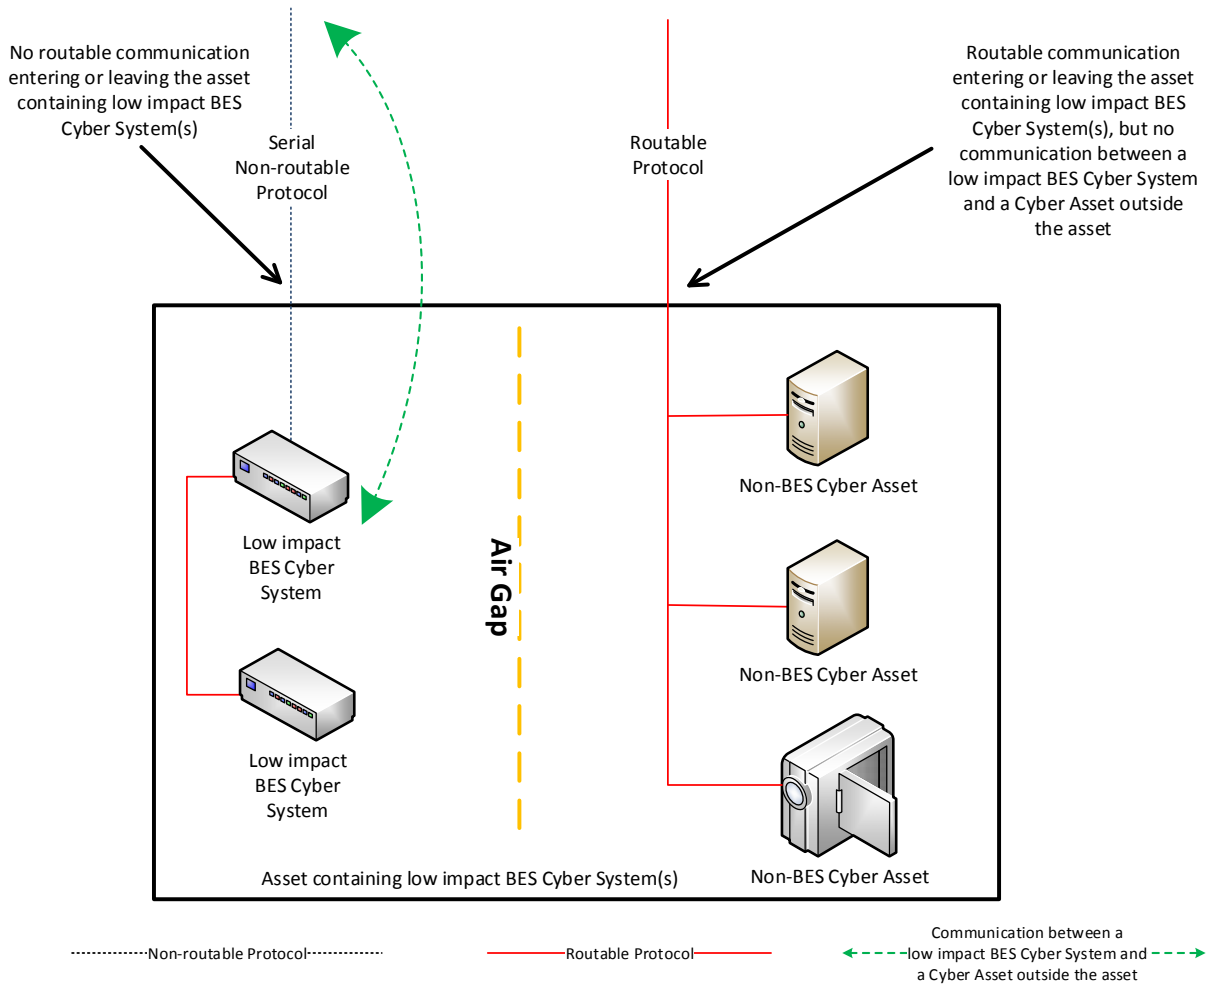 No routable communication
entering or leaving the asset
containing low impact BES
Cyber System(s)
Serial
Non-routable
Protocol
Routable
Protocol
Routable communication
entering or leaving the asset
containing low impact BES
Cyber System(s), but no
communication between a
low impact BES Cyber System
and a Cyber Asset outside
the asset
Low impact
BES Cyber
System
Low impact
BES Cyber
System
Air Gap
Non-BES Cyber Asset
Non-BES Cyber Asset
Non-BES Cyber Asset
Asset containing low impact BES Cyber System(s)
Non-routable Protocol
Routable Protocol
Communication between a
low impact BES Cyber System and
a Cyber Asset outside the asset